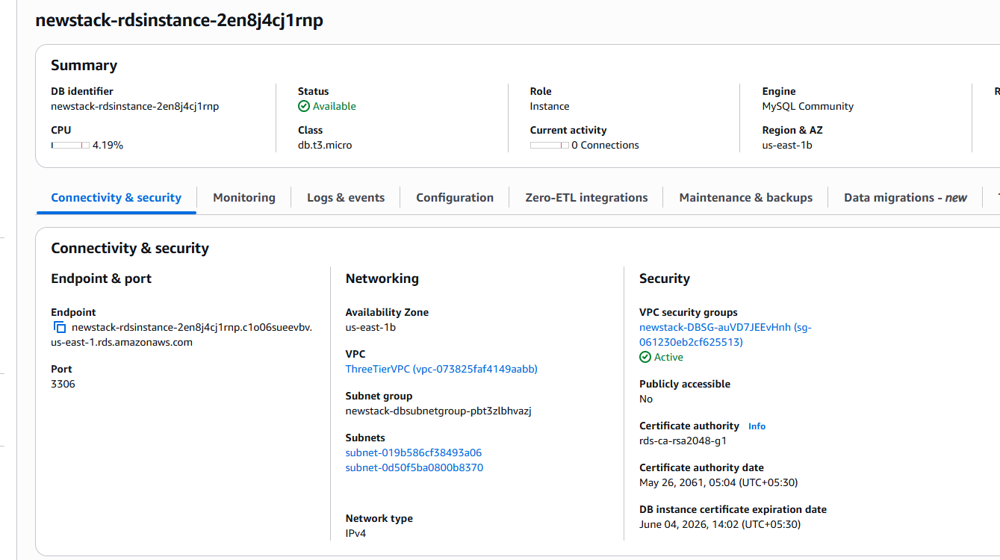 newstack-rdsinstance-2en8j4cj1rnp
Summary
DB identifier
newstack-rdsinstance-2en8j4cj1rnp
Status
Available
Role
Instance
Engine
MySQL Community
R
CPU
4.19%
Class
db.t3.micro
Current activity
0 Connections
Region & AZ
us-east-1b
Connectivity & security
Monitoring
Logs & events
Configuration
Zero-ETL integrations
Maintenance & backups
Data migrations - new
Connectivity & security
Endpoint & port
Endpoint
newstack-rdsinstance-2en8j4cj1rnp.c1o06sueevbv.
us-east-1.rds.amazonaws.com
Port
3306
Networking
Availability Zone
us-east-1b
VPC
ThreeTierVPC (vpc-073825faf4149aabb)
Subnet group
newstack-dbsubnetgroup-pbt3zlbhvazj
Subnets
subnet-019b586cf38493a06
subnet-0d50f5ba0800b8370
Network type
IPv4
Security
VPC security groups
newstack-DBSG-auVD7JEEvHnh (sg-
061230eb2cf625513)
Active
Publicly accessible
No
Certificate authority Info
rds-ca-rsa2048-g1
Certificate authority date
May 26, 2061, 05:04 (UTC+05:30)
DB instance certificate expiration date
June 04, 2026, 14:02 (UTC+05:30)